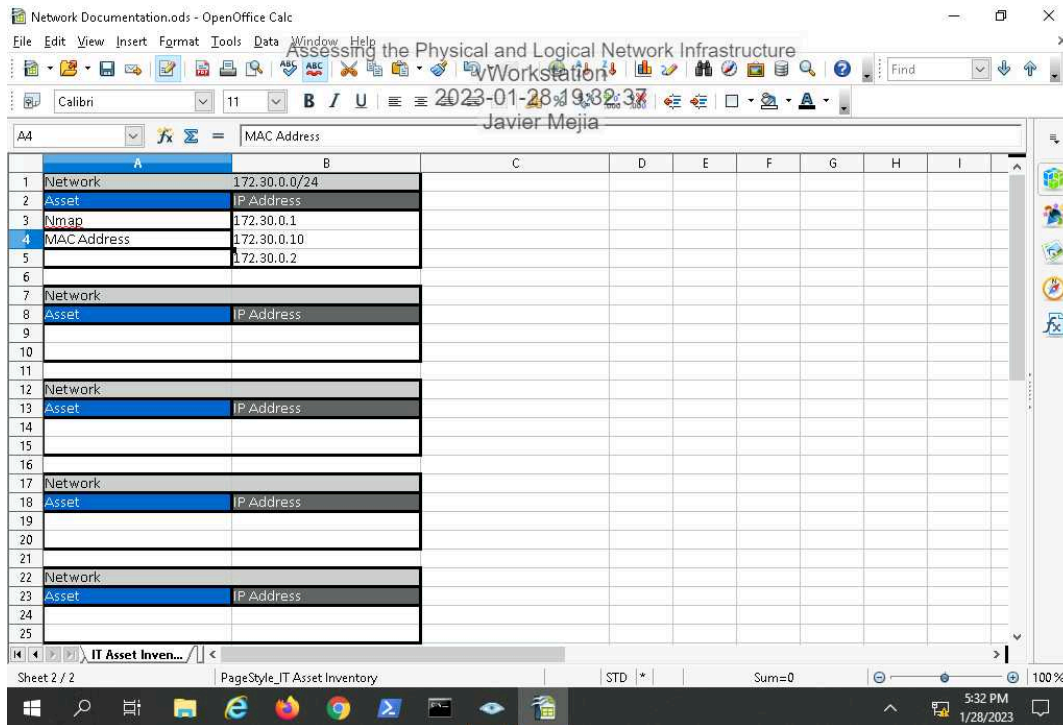 Network Documentation.ods - OpenOffice Calc
File Edit View Insert Format Tools Data Window Help
Assessing the Physical and Logical Network Infrastructure
vWorkstation
2023-01-28 19:32:37
Javier Mejia
Find
Calibri 11 B I U A
A4 fx Σ = MAC Address
A B C D E F G H I
1 Network 172.30.0.0/24
2 Asset IP Address
3 Nmap 172.30.0.1
4 MAC Address 172.30.0.10
5 172.30.0.2
6
7 Network
8 Asset IP Address
9
10
11
12 Network
13 Asset IP Address
14
15
16
17 Network
18 Asset IP Address
19
20
21
22 Network
23 Asset IP Address
24
25
IT Asset Inven...
Sheet 2 / 2 PageStyle_IT Asset Inventory STD * Sum=0 100%
5:32 PM
1/28/2023